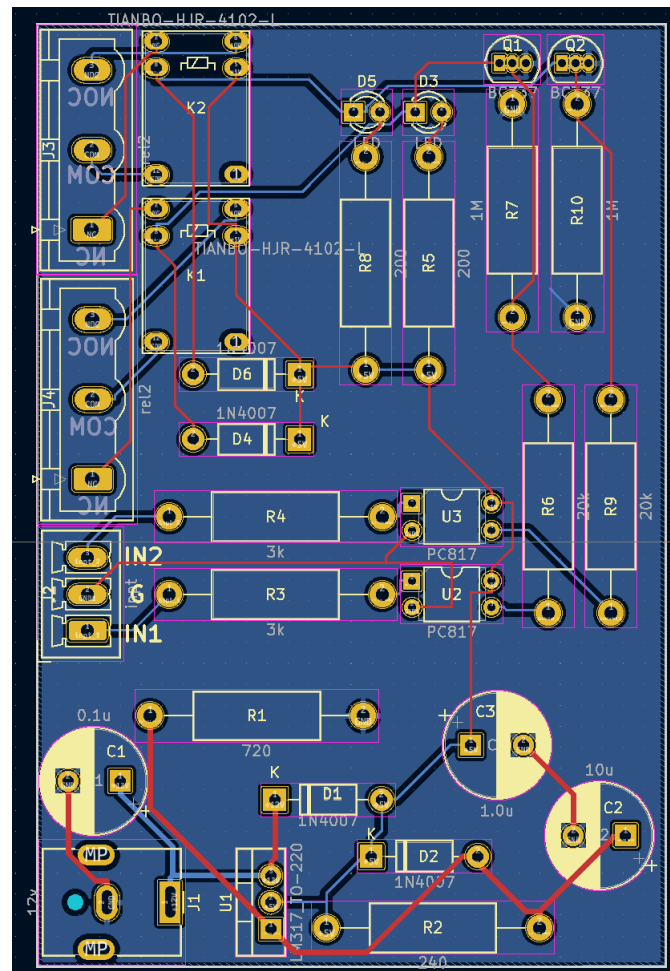 TIANBO-HJR-4102-L
Q1
Q2
D5
D3
BC337
BC337
NOC
K2
LED
LED
J3
rel2
COM
1M
R7
R10
1M
NC
TIANBO-HJR-4102-L
K1
R8
200
R5
200
NOC
1N4007
D6
K
J4
rel2
COM
D4
K
1N4007
NC
R4
3k
U3
PC817
R6
20k
R9
20k
IN2
J2
G
IN1
R3
3k
U2
PC817
R1
720
0.1u
C1
1
+
+
C3
C
1.0u
10u
C2
2
+
K
D1
1N4007
K
D2
1N4007
MP
12v
J1
MP
U1
LM317_TO-220
R2
240